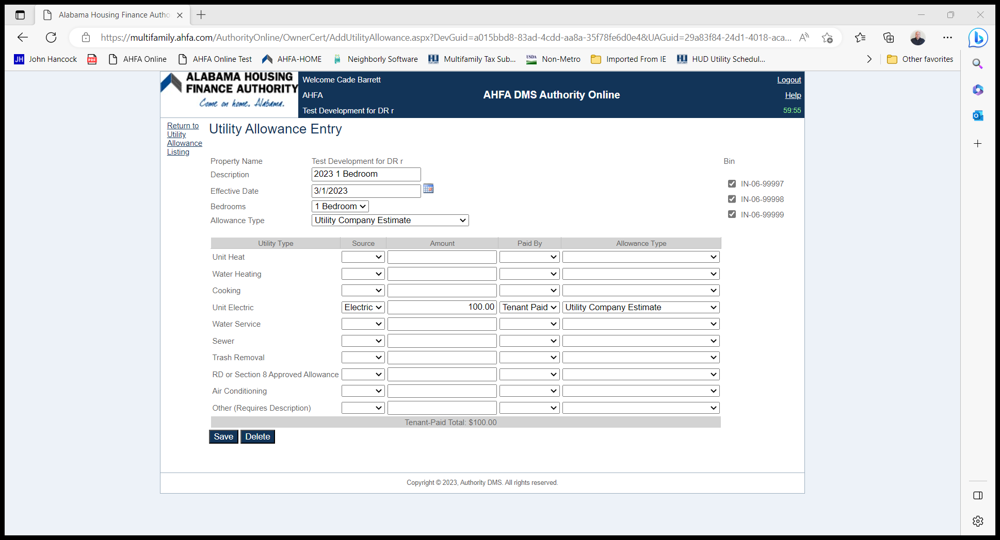 Alabama Housing Finance Autho
https://multifamily.ahfa.com/AuthorityOnline/OwnerCert/AddUtilityAllowance.aspx?DevGuid=a015bbd8-83ad-4cdd-aa8a-35f78fe6d0e4&UAGuid=29a83f84-24d1-4018-aca...
JH John Hancock PDF AHFA Online AHFA Online Test AHFA-HOME Neighborly Software Multifamily Tax Sub... USDA Non-Metro Imported From IE HUD Utility Schedul... Other favorites
ALABAMA HOUSING
FINANCE AUTHORITY
Come on home, Alabama.
Welcome Cade Barrett
Logout
AHFA
AHFA DMS Authority Online
Help
Test Development for DR r
59:55
Return to
Utility
Allowance
Listing
Utility Allowance Entry
Property Name Test Development for DR r Bin
Description 2023 1 Bedroom
IN-06-99997
Effective Date 3/1/2023
IN-06-99998
Bedrooms 1 Bedroom
IN-06-99999
Allowance Type Utility Company Estimate
Utility Type Source Amount Paid By Allowance Type
Unit Heat
Water Heating
Cooking
Unit Electric Electric 100.00 Tenant Paid Utility Company Estimate
Water Service
Sewer
Trash Removal
RD or Section 8 Approved Allowance
Air Conditioning
Other (Requires Description)
Tenant-Paid Total: $100.00
Save Delete
Copyright © 2023, Authority DMS. All rights reserved.